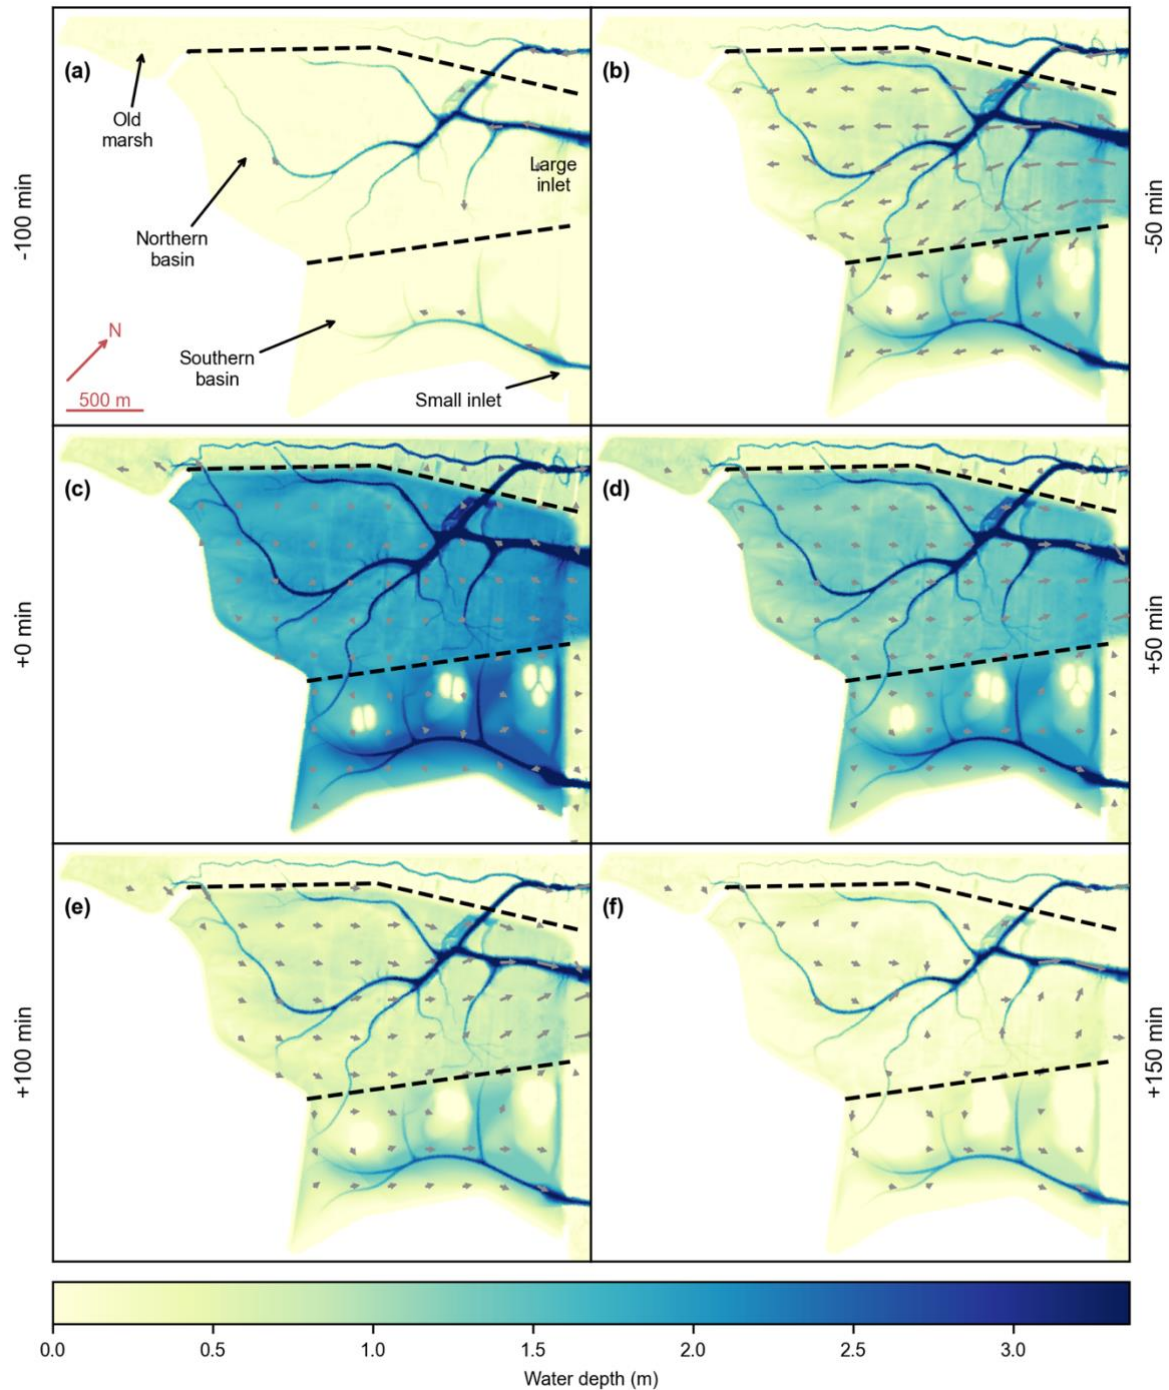 (a)
(b)
Old
marsh
Large
inlet
-100 min
-50 min
Northern
basin
N
Southern
basin
500 m
Small inlet
(c)
(d)
+0 min
+50 min
(e)
(f)
+100 min
+150 min
0.0 0.5 1.0 1.5 2.0 2.5 3.0
Water depth (m)